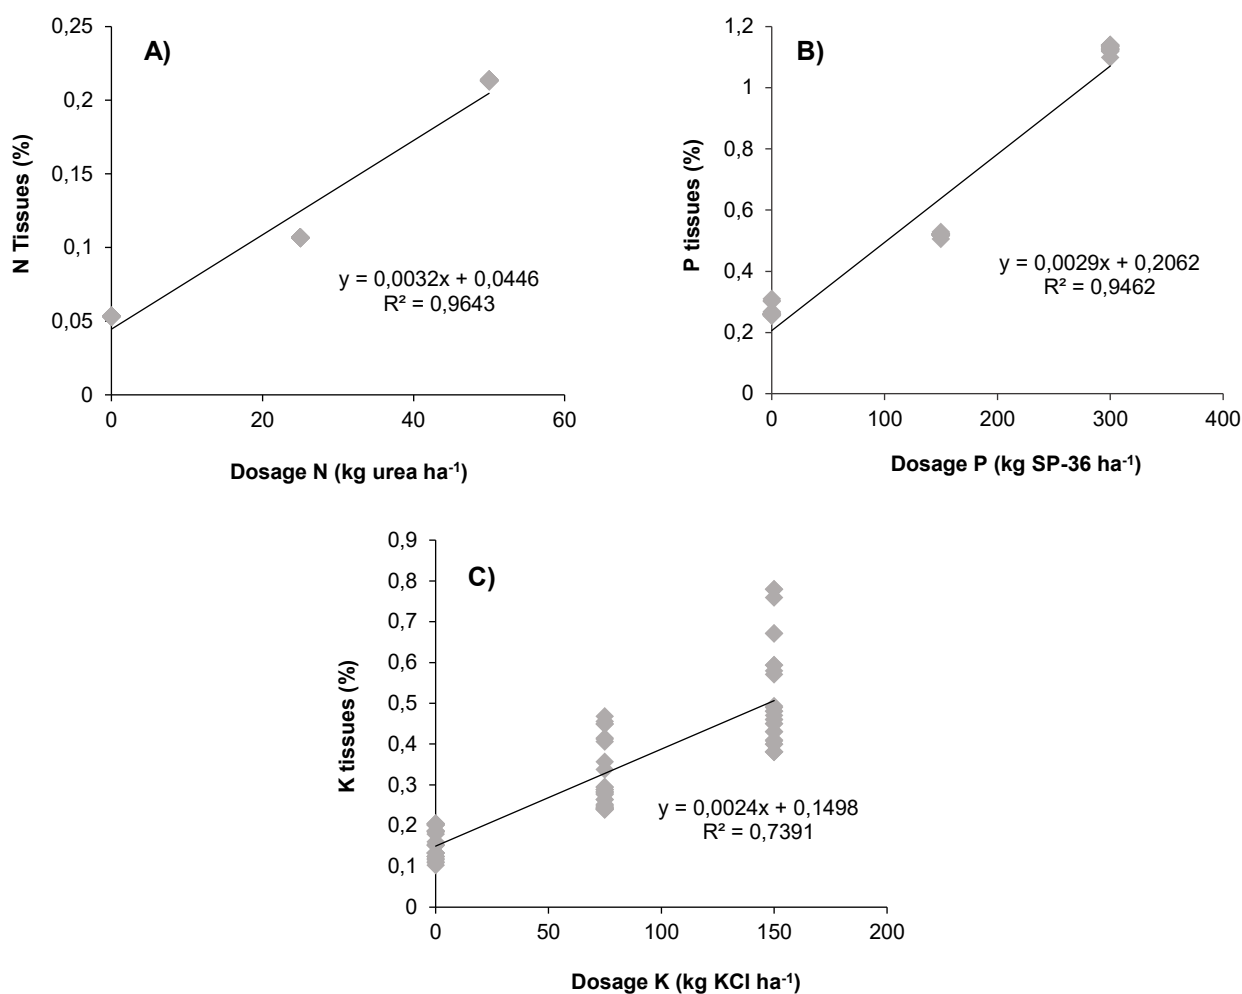 A)
N Tissues (%)
0,25
0,2
0,15
0,1
0,05
0
y = 0,0032x + 0,0446
R² = 0,9643
0 20 40 60
Dosage N (kg urea ha⁻¹)
B)
P tissues (%)
1,2
1
0,8
0,6
0,4
0,2
0
y = 0,0029x + 0,2062
R² = 0,9462
0 100 200 300 400
Dosage P (kg SP-36 ha⁻¹)
C)
K tissues (%)
0,9
0,8
0,7
0,6
0,5
0,4
0,3
0,2
0,1
0
y = 0,0024x + 0,1498
R² = 0,7391
0 50 100 150 200
Dosage K (kg KCl ha⁻¹)